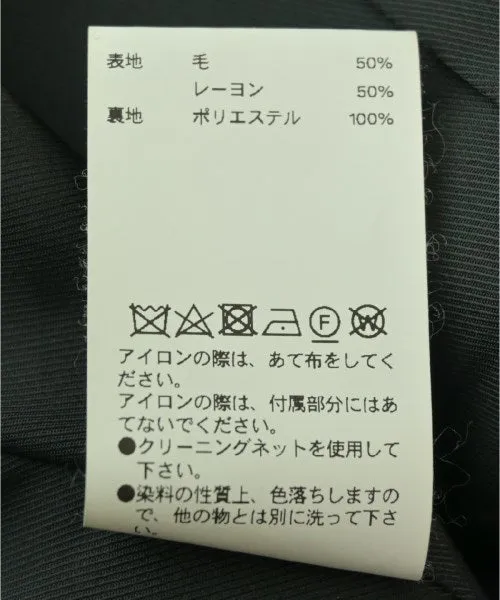 表地 毛 50%
レーヨン 50%
裏地 ポリエステル 100%
F W
アイロンの際は、あて布をしてく
ださい。
アイロンの際は、付属部分にはあ
てないでください。
●クリーニングネットを使用して
下さい。
●染料の性質上、色落ちしますの
で、他の物とは別に洗って下さ
い。